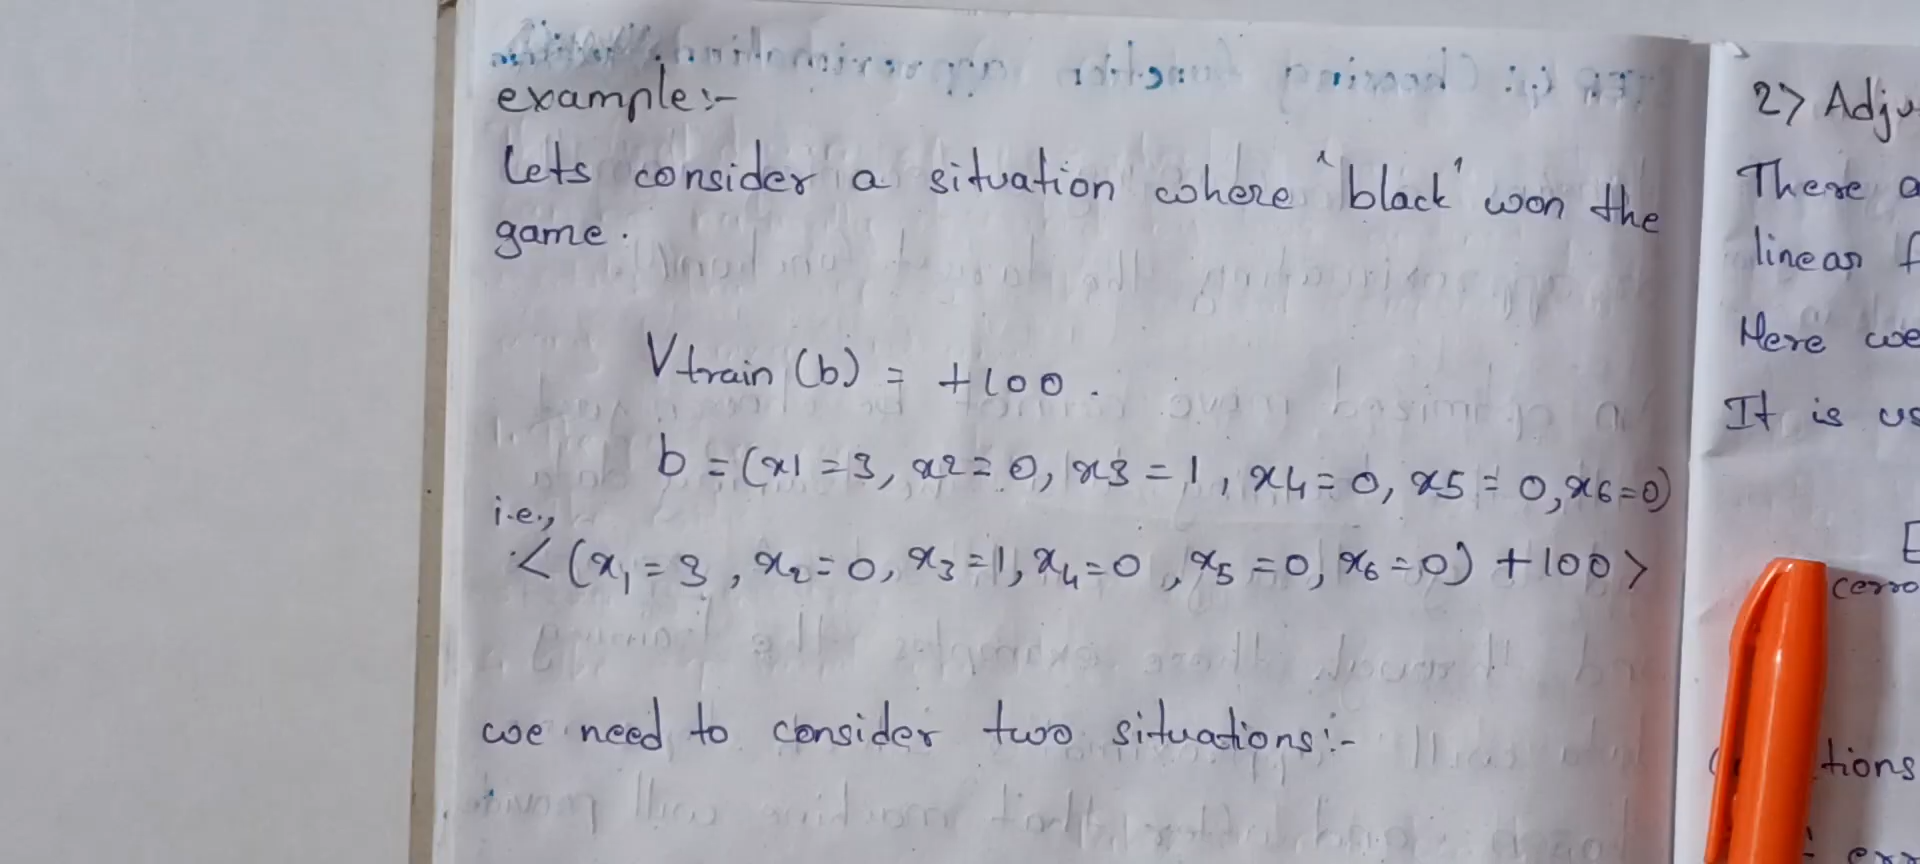 example:-
Lets consider a situation where 'black' won the
game.
Vtrain (b) = +100.
b = (x1 = 3, x2 = 0, x3 = 1, x4 = 0, x5 = 0, x6 = 0)
i.e.,
< (x₁ = 3, x₂ = 0, x₃ = 1, x₄ = 0, x₅ = 0, x₆ = 0) +100 >
we need to consider two situations:-
2> Adju
There a
linear f
Here we
It is us
[
(erro
tions